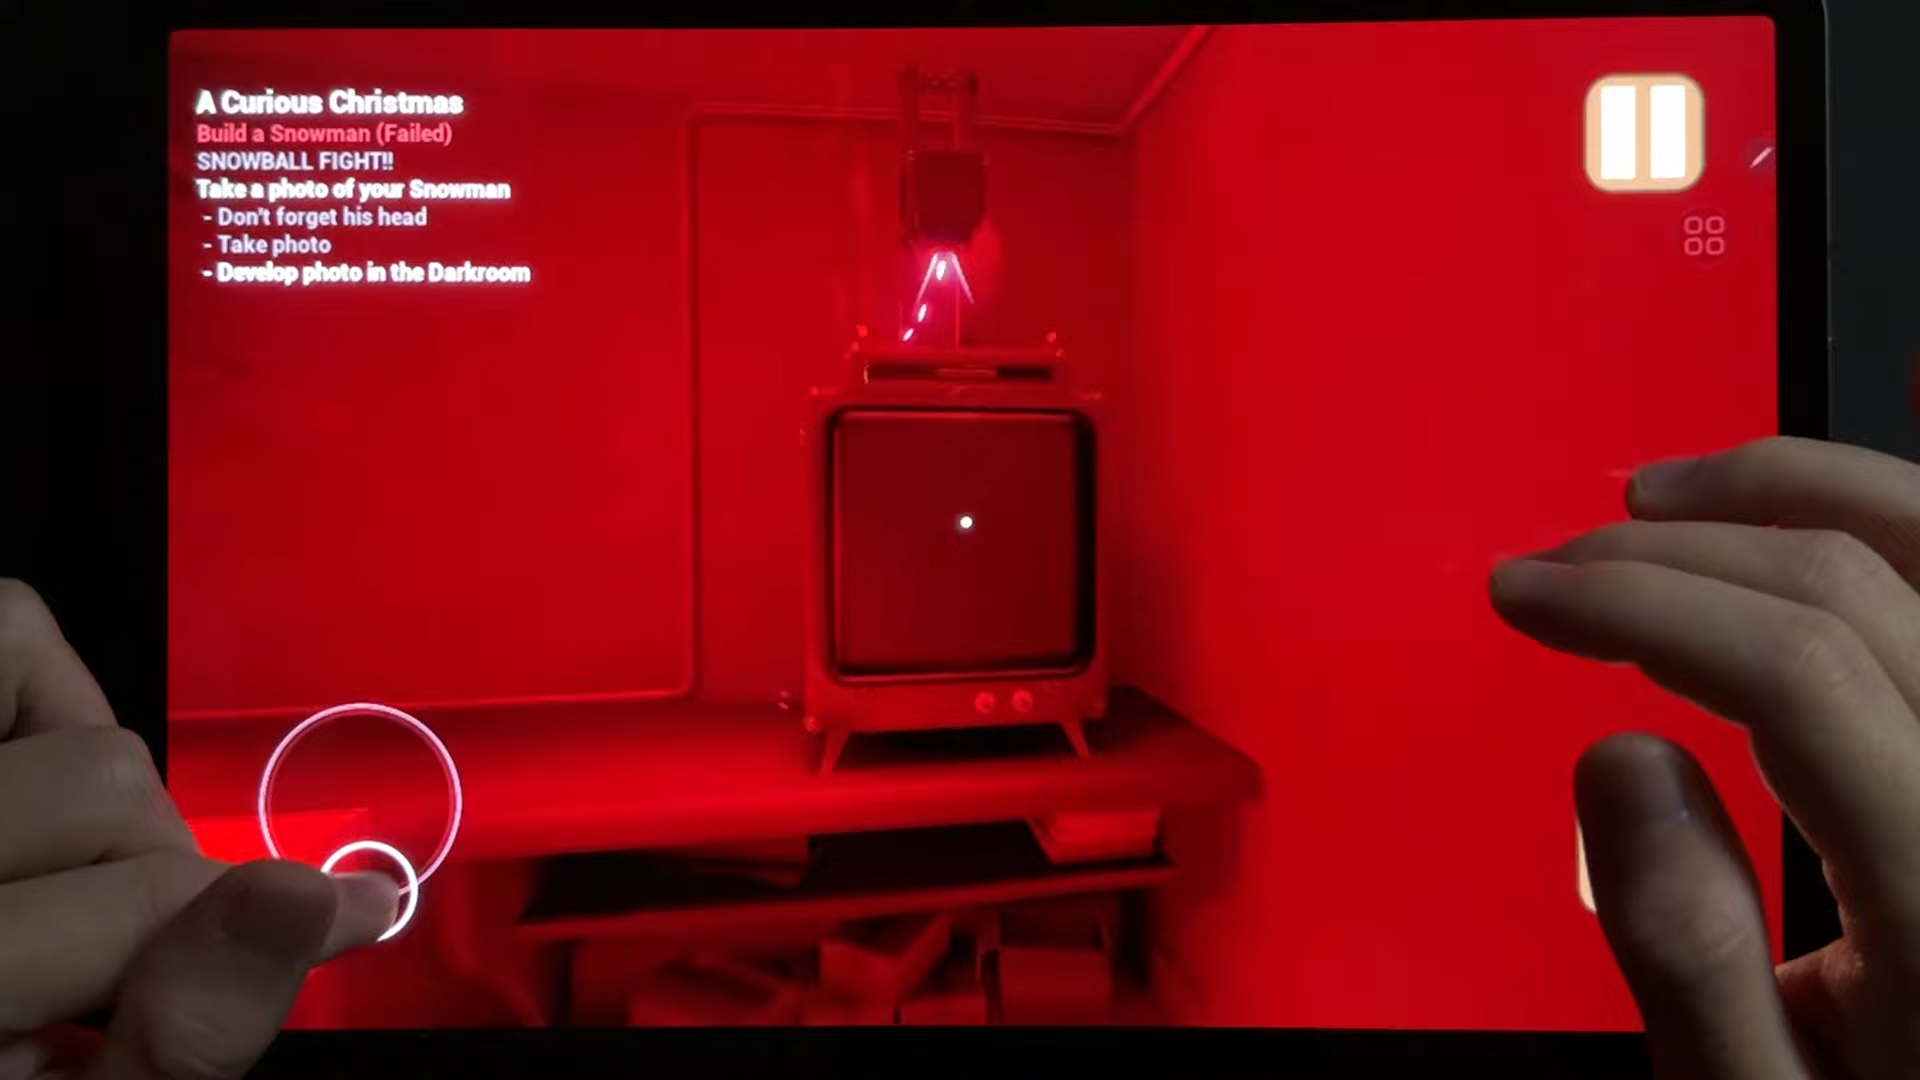 A Curious Christmas
Build a Snowman (Failed)
SNOWBALL FIGHT!!
Take a photo of your Snowman
- Don't forget his head
- Take photo
- Develop photo in the Darkroom